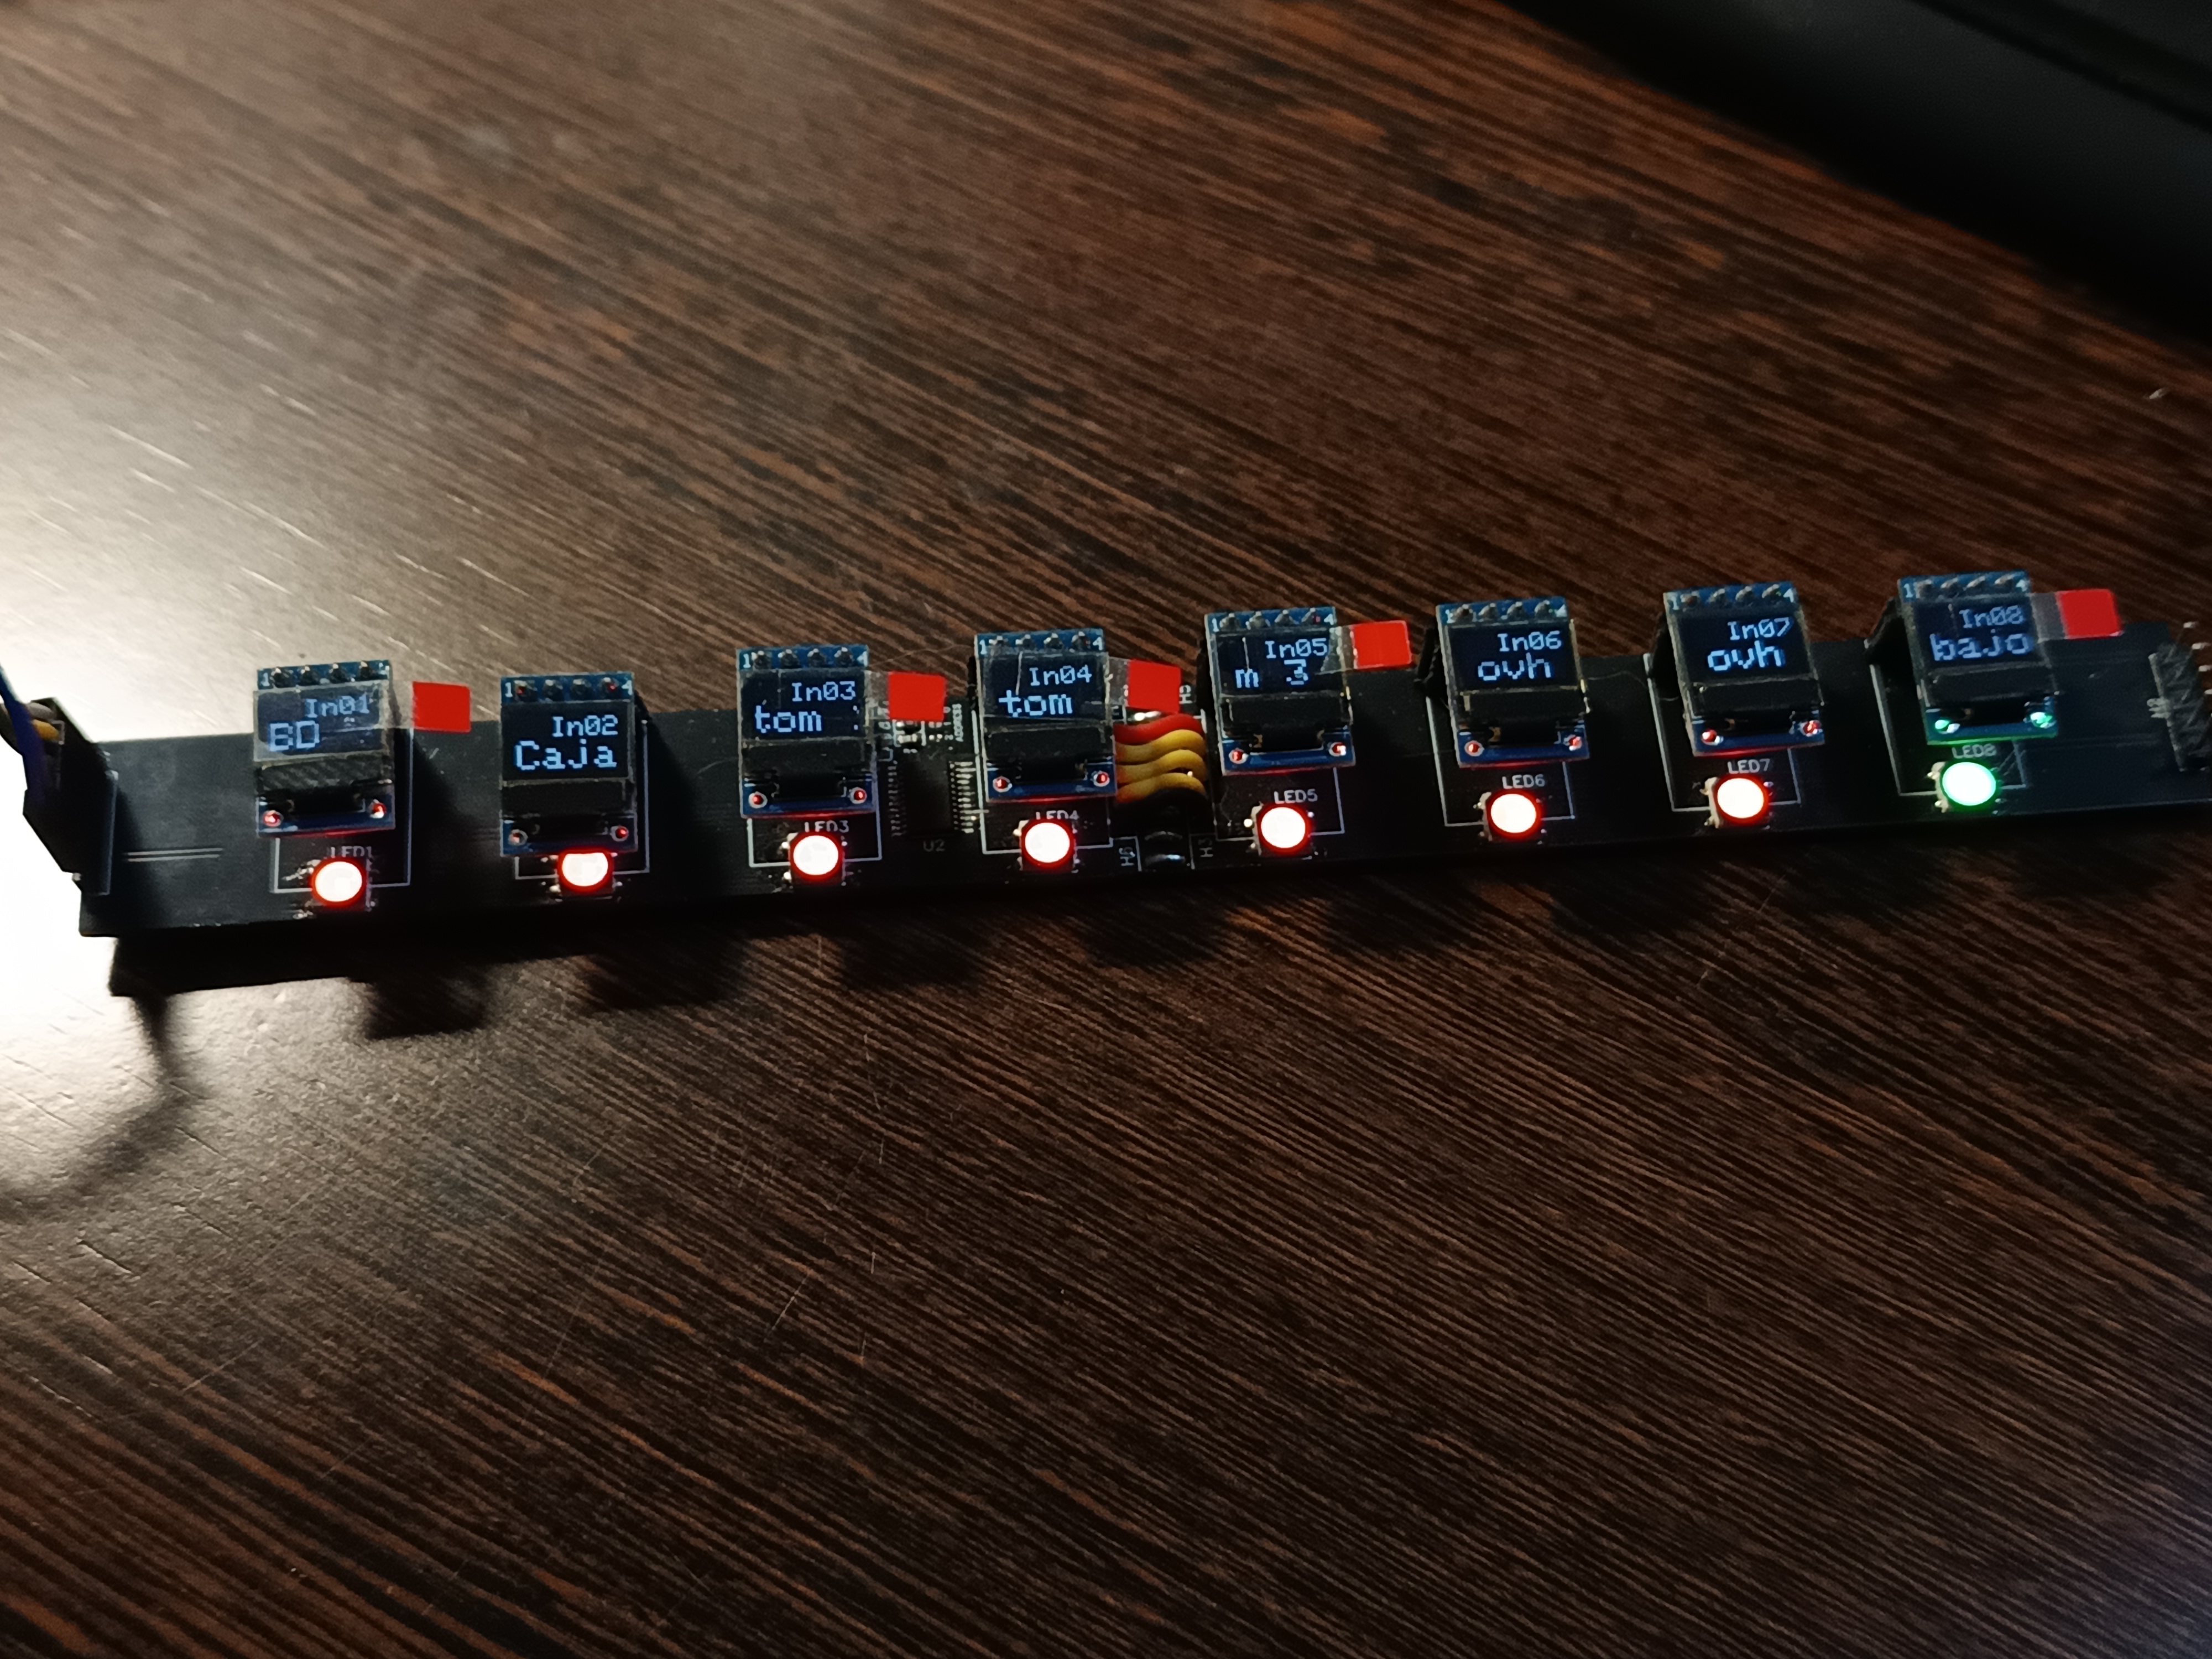 In01
BD
LED1
In02
Caja
In03
tom
LED3
In04
tom
LED4
U2
ADDRESS
In05
m 3
LED5
In06
ovh
LED6
In07
ovh
LED7
In08
bajo
LED8